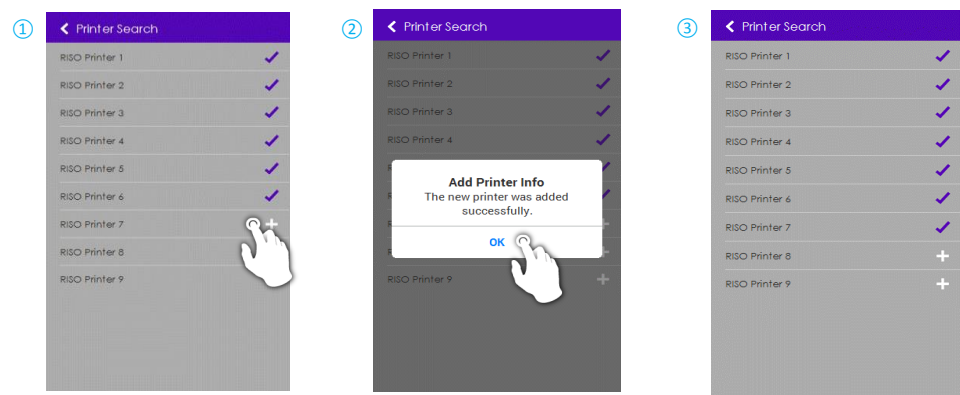 ①
Printer Search
RISO Printer 1
RISO Printer 2
RISO Printer 3
RISO Printer 4
RISO Printer 5
RISO Printer 6
RISO Printer 7
RISO Printer 8
RISO Printer 9
②
Printer Search
RISO Printer 1
RISO Printer 2
RISO Printer 3
RISO Printer 4
Add Printer Info
The new printer was added
successfully.
OK
RISO Printer 9
③
Printer Search
RISO Printer 1
RISO Printer 2
RISO Printer 3
RISO Printer 4
RISO Printer 5
RISO Printer 6
RISO Printer 7
RISO Printer 8
RISO Printer 9